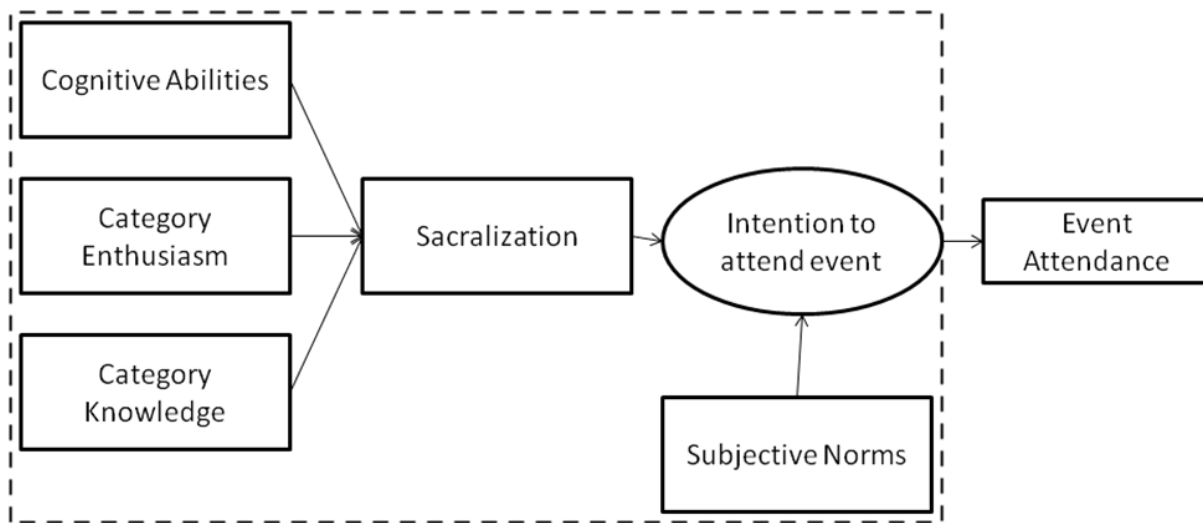 Cognitive Abilities
Category
Enthusiasm
Category
Knowledge
Sacralization
Intention to
attend event
Subjective Norms
Event
Attendance